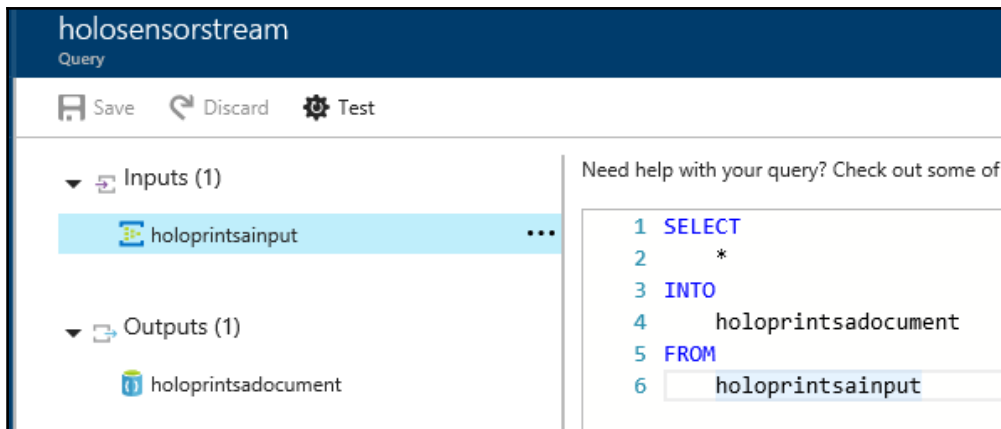 holosensorstream
Query
Save Discard Test
Inputs (1)
holoprintsainput
Outputs (1)
holoprintsadocument
Need help with your query? Check out some of
1 SELECT
2 *
3 INTO
4 holoprintsadocument
5 FROM
6 holoprintsainput